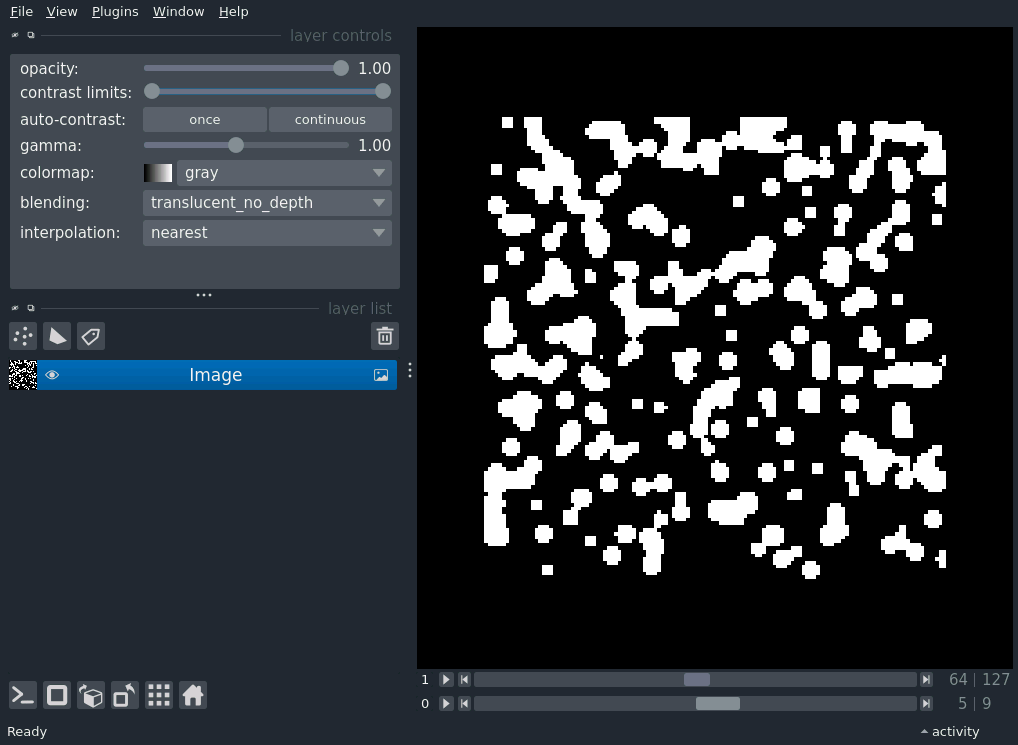 File View Plugins Window Help
layer controls
opacity: 1.00
contrast limits:
auto-contrast: once continuous
gamma: 1.00
colormap: gray
blending: translucent_no_depth
interpolation: nearest
layer list
Image
1 64 | 127
0 5 | 9
Ready activity